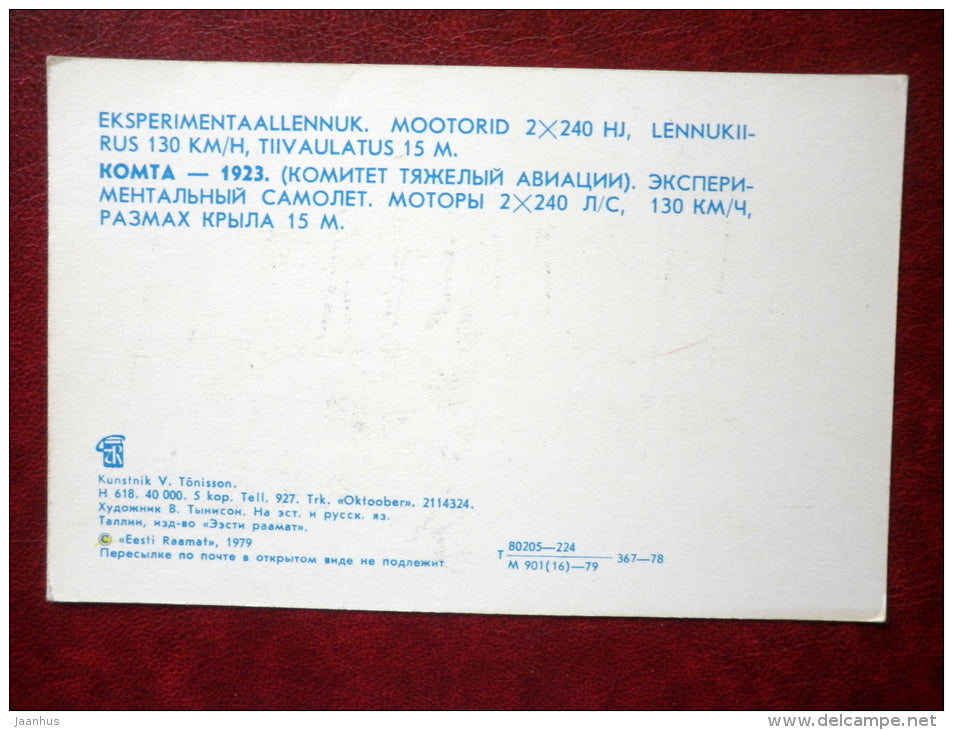 EKSPERIMENTAALLENNUK. MOOTORID 2×240 HJ, LENNUKII-
RUS 130 KM/H, TIIVAULATUS 15 M.
КОМТА — 1923. (КОМИТЕТ ТЯЖЕЛЫЙ АВИАЦИИ). ЭКСПЕРИ-
МЕНТАЛЬНЫЙ САМОЛЕТ. МОТОРЫ 2×240 Л/С, 130 КМ/Ч,
РАЗМАХ КРЫЛА 15 М.
Kunstnik V. Tõnisson.
H 618. 40 000. 5 kop. Tell. 927. Trk. «Oktoober». 2114324.
Художник В. Тынисон. На эст. и русск. яз.
Таллин, изд-во «Ээсти раамат».
© «Eesti Raamat», 1979
Пересылке по почте в открытом виде не подлежит.
Т 80205—224
М 901(16)—79 367—78
Jaanhus
www.delcampe.net